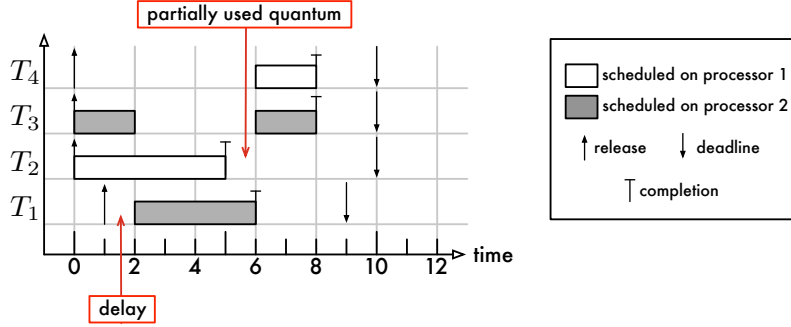 partially used quantum
T4
T3
T2
T1
0 2 4 6 8 10 12
time
delay
scheduled on processor 1
scheduled on processor 2
release deadline
completion